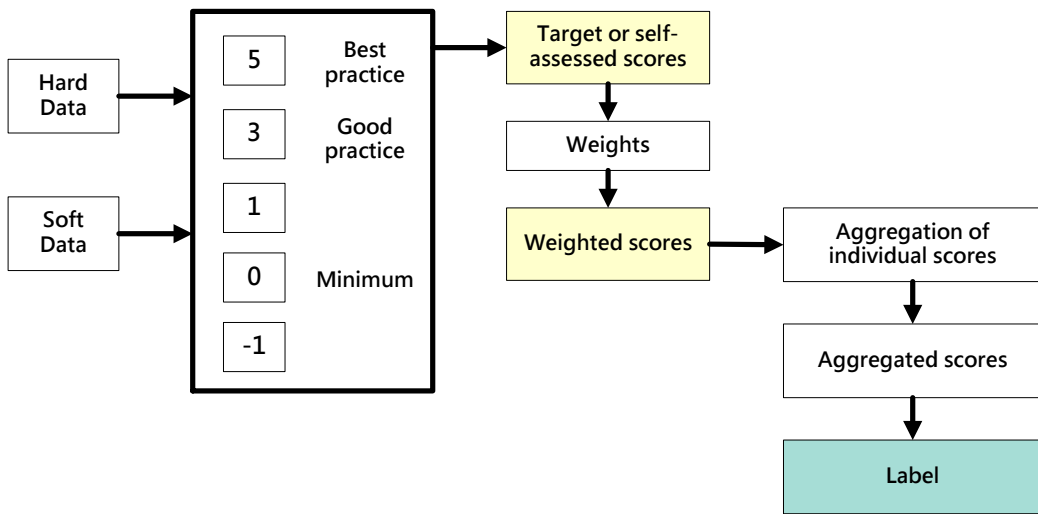 Hard
Data
Soft
Data
5
Best
practice
3
Good
practice
1
0
Minimum
-1
Target or self-
assessed scores
Weights
Weighted scores
Aggregation of
individual scores
Aggregated scores
Label